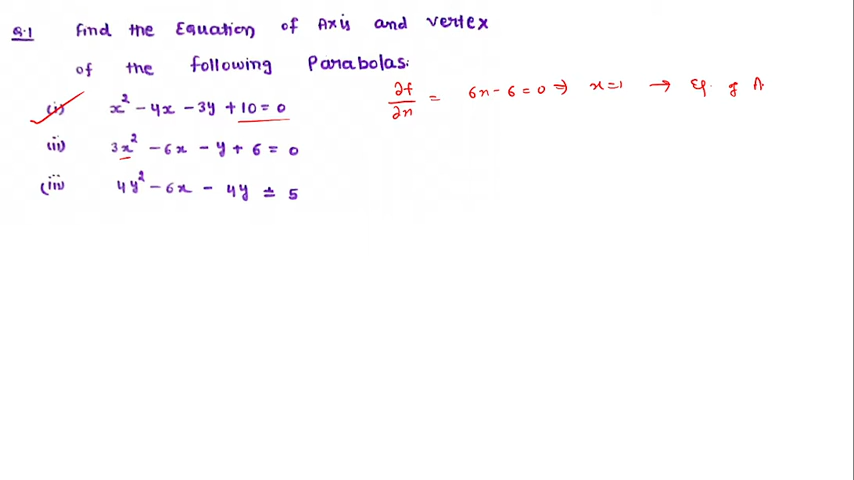 Q.1 Find the Equation of Axis and vertex
of the following Parabolas:
(i) x² - 4x - 3y + 10 = 0
(ii) 3x² - 6x - y + 6 = 0
(iii) 4y² - 6x - 4y = 5
∂f/∂x = 6x - 6 = 0 ⇒ x=1 → Eq. of A